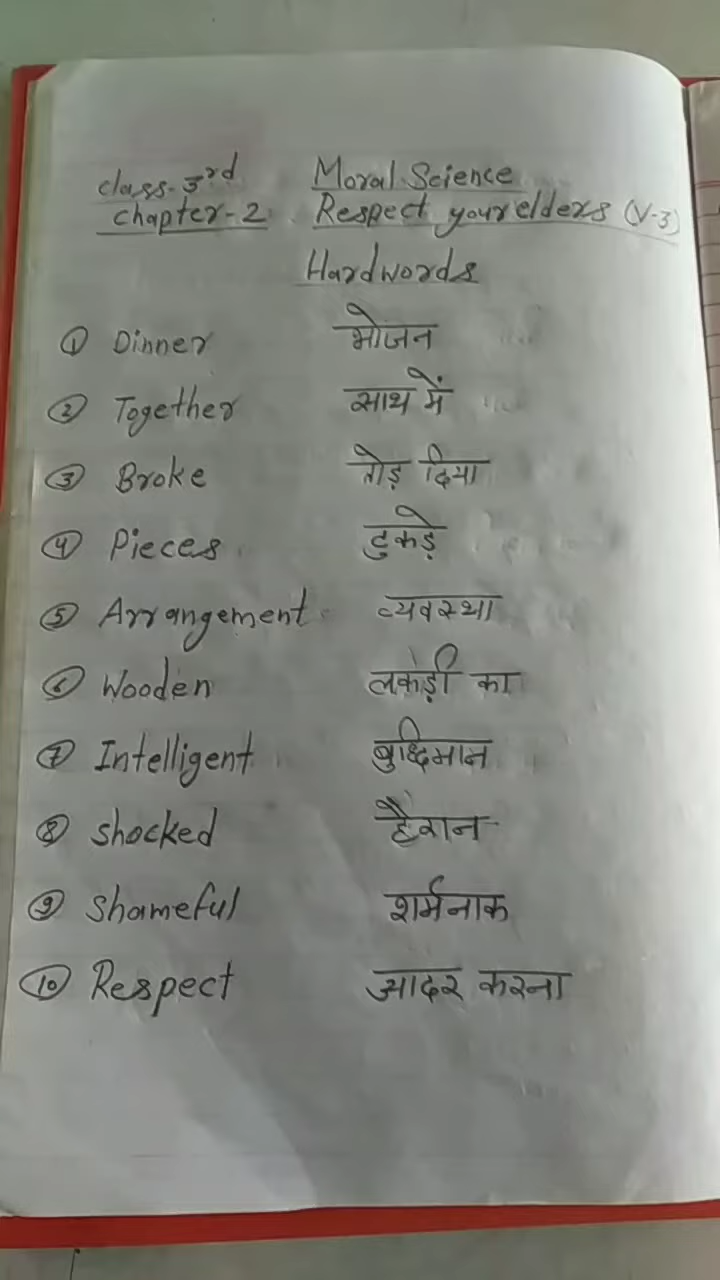 class-3rd Moral Science
chapter-2 Respect your elders (V-3)
Hardwords
① Dinner भोजन
② Together साथ में
③ Broke तोड़ दिया
④ Pieces टुकड़े
⑤ Arrangement व्यवस्था
⑥ Wooden लकड़ी का
⑦ Intelligent बुद्धिमान
⑧ shocked हैरान
⑨ shameful शर्मनाक
⑩ Respect आदर करना